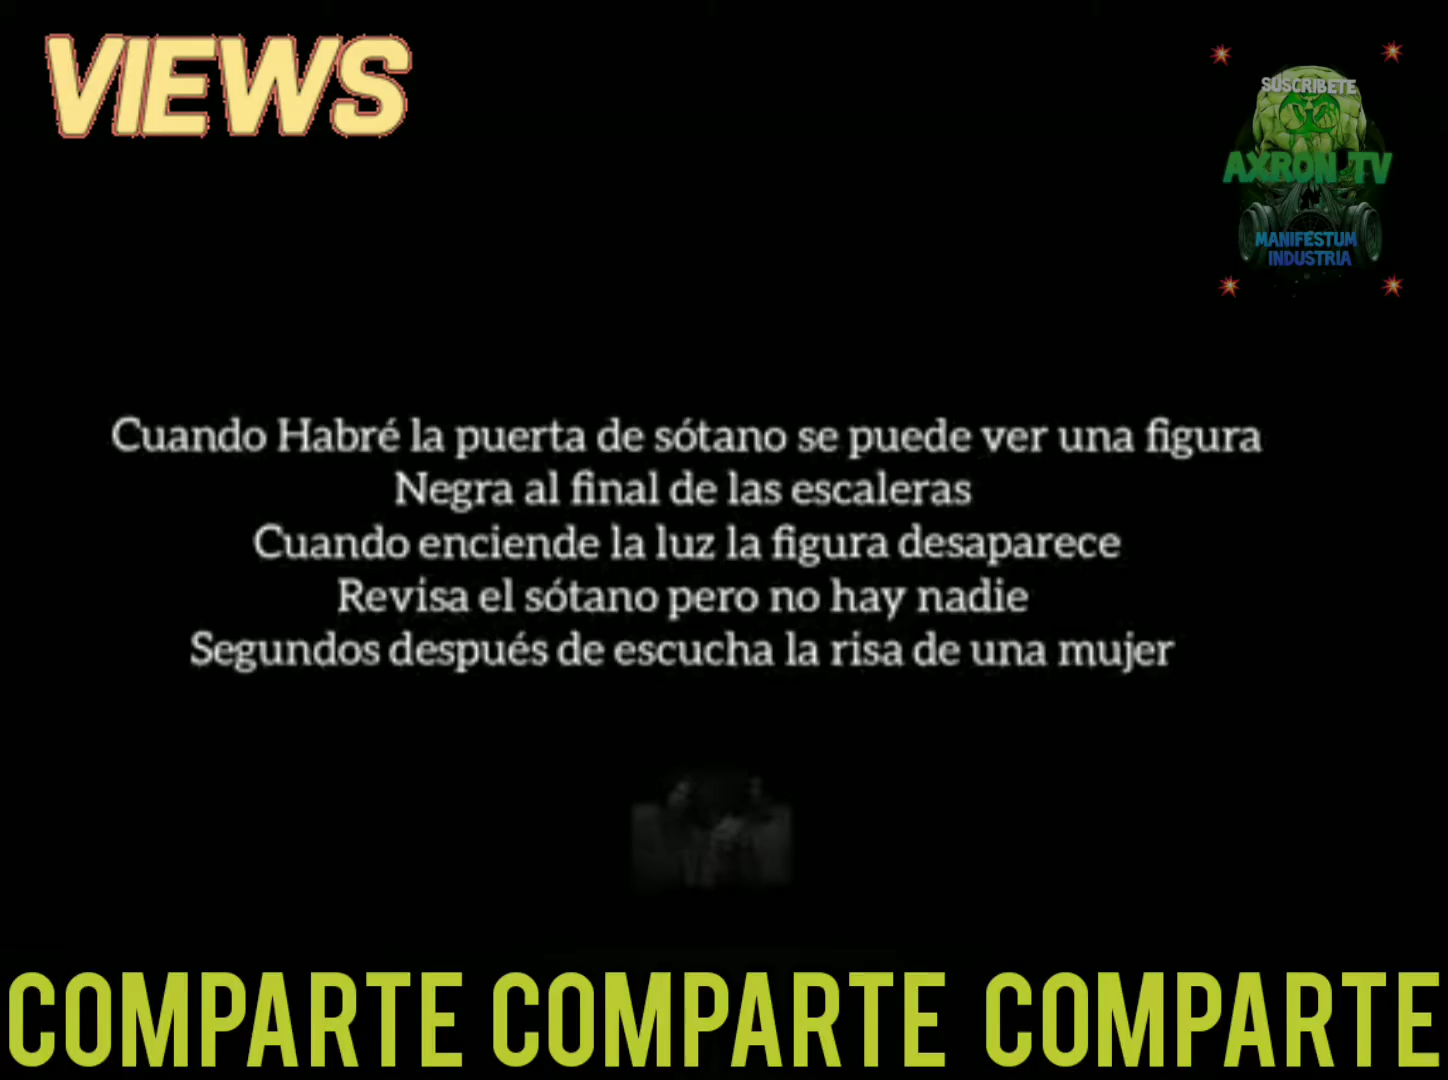 VIEWS
SUSCRIBETE
AXRON TV
MANIFESTUM
INDUSTRIA
Cuando Habré la puerta de sótano se puede ver una figura
Negra al final de las escaleras
Cuando enciende la luz la figura desaparece
Revisa el sótano pero no hay nadie
Segundos después de escucha la risa de una mujer
COMPARTE COMPARTE COMPARTE